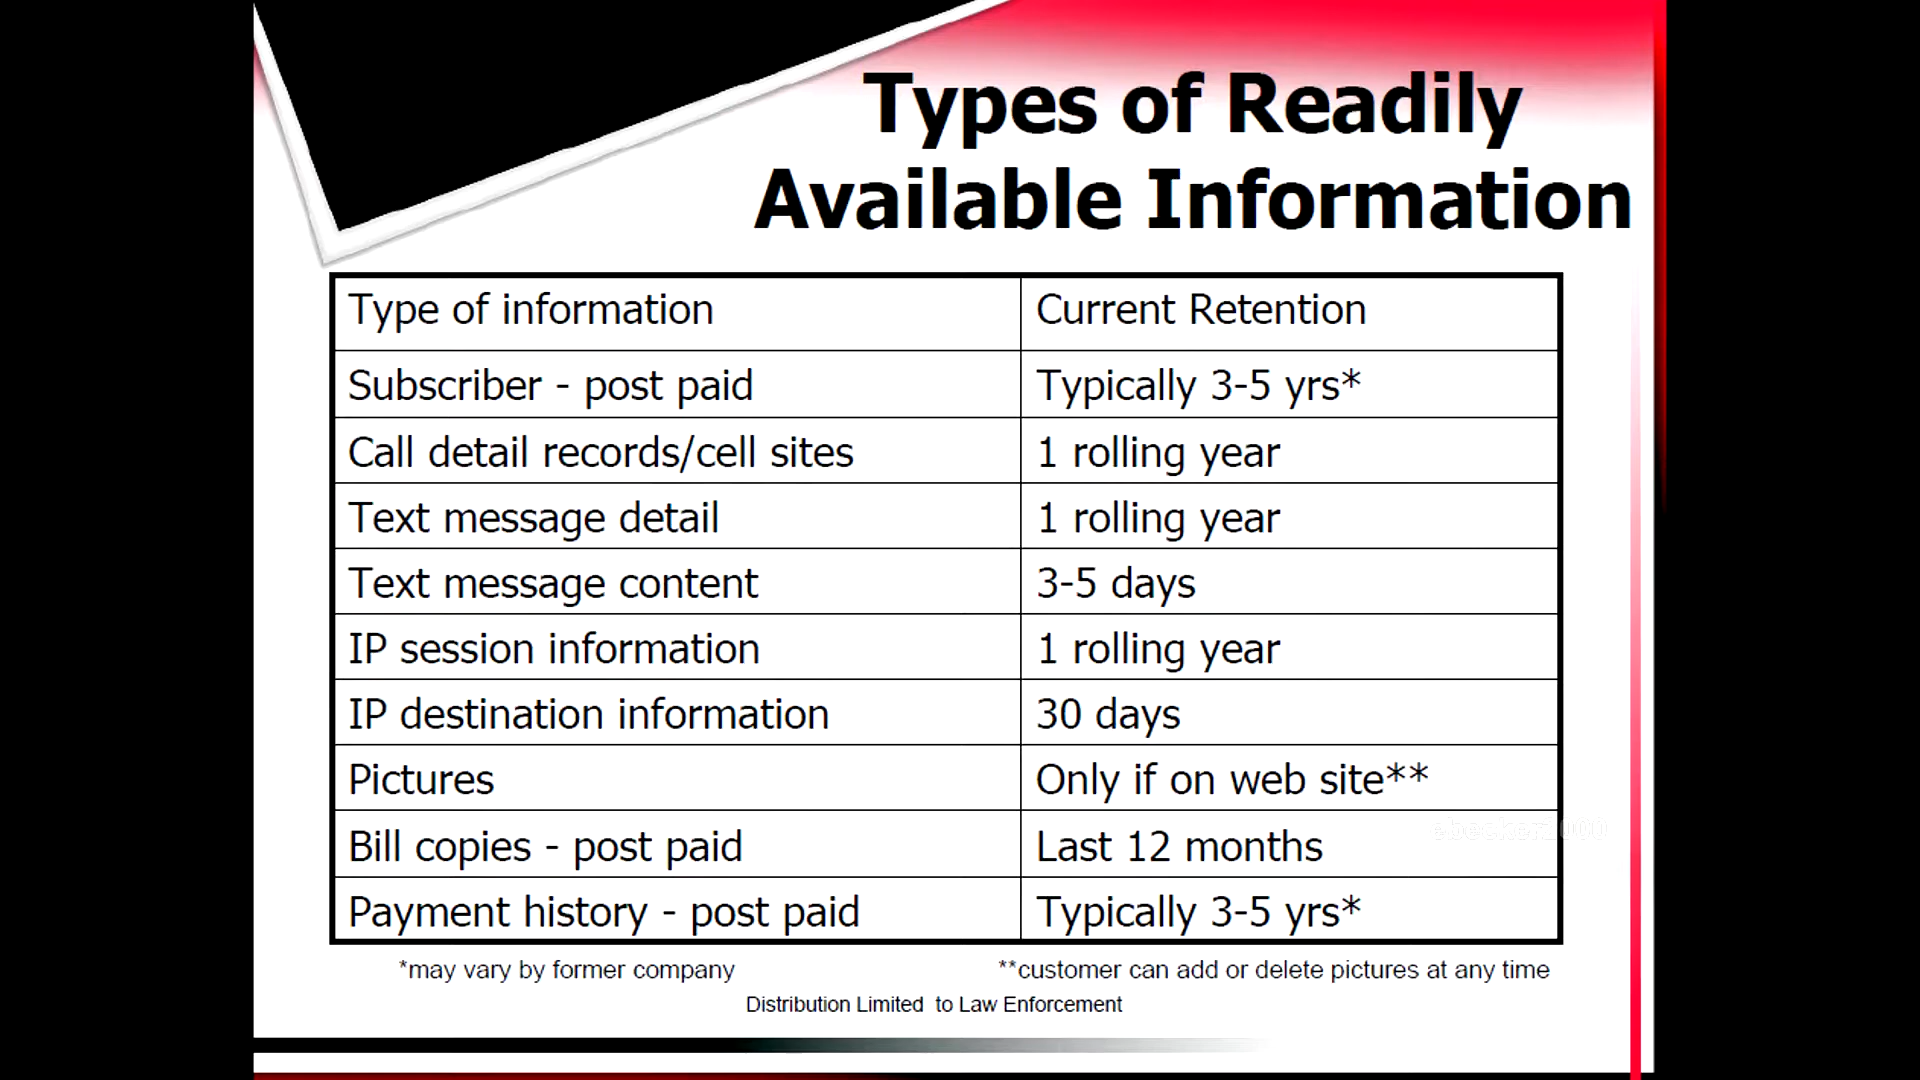 Types of Readily
Available Information
Type of information Current Retention
Subscriber - post paid Typically 3-5 yrs*
Call detail records/cell sites 1 rolling year
Text message detail 1 rolling year
Text message content 3-5 days
IP session information 1 rolling year
IP destination information 30 days
Pictures Only if on web site**
Bill copies - post paid Last 12 months
Payment history - post paid Typically 3-5 yrs*
*may vary by former company **customer can add or delete pictures at any time
Distribution Limited to Law Enforcement